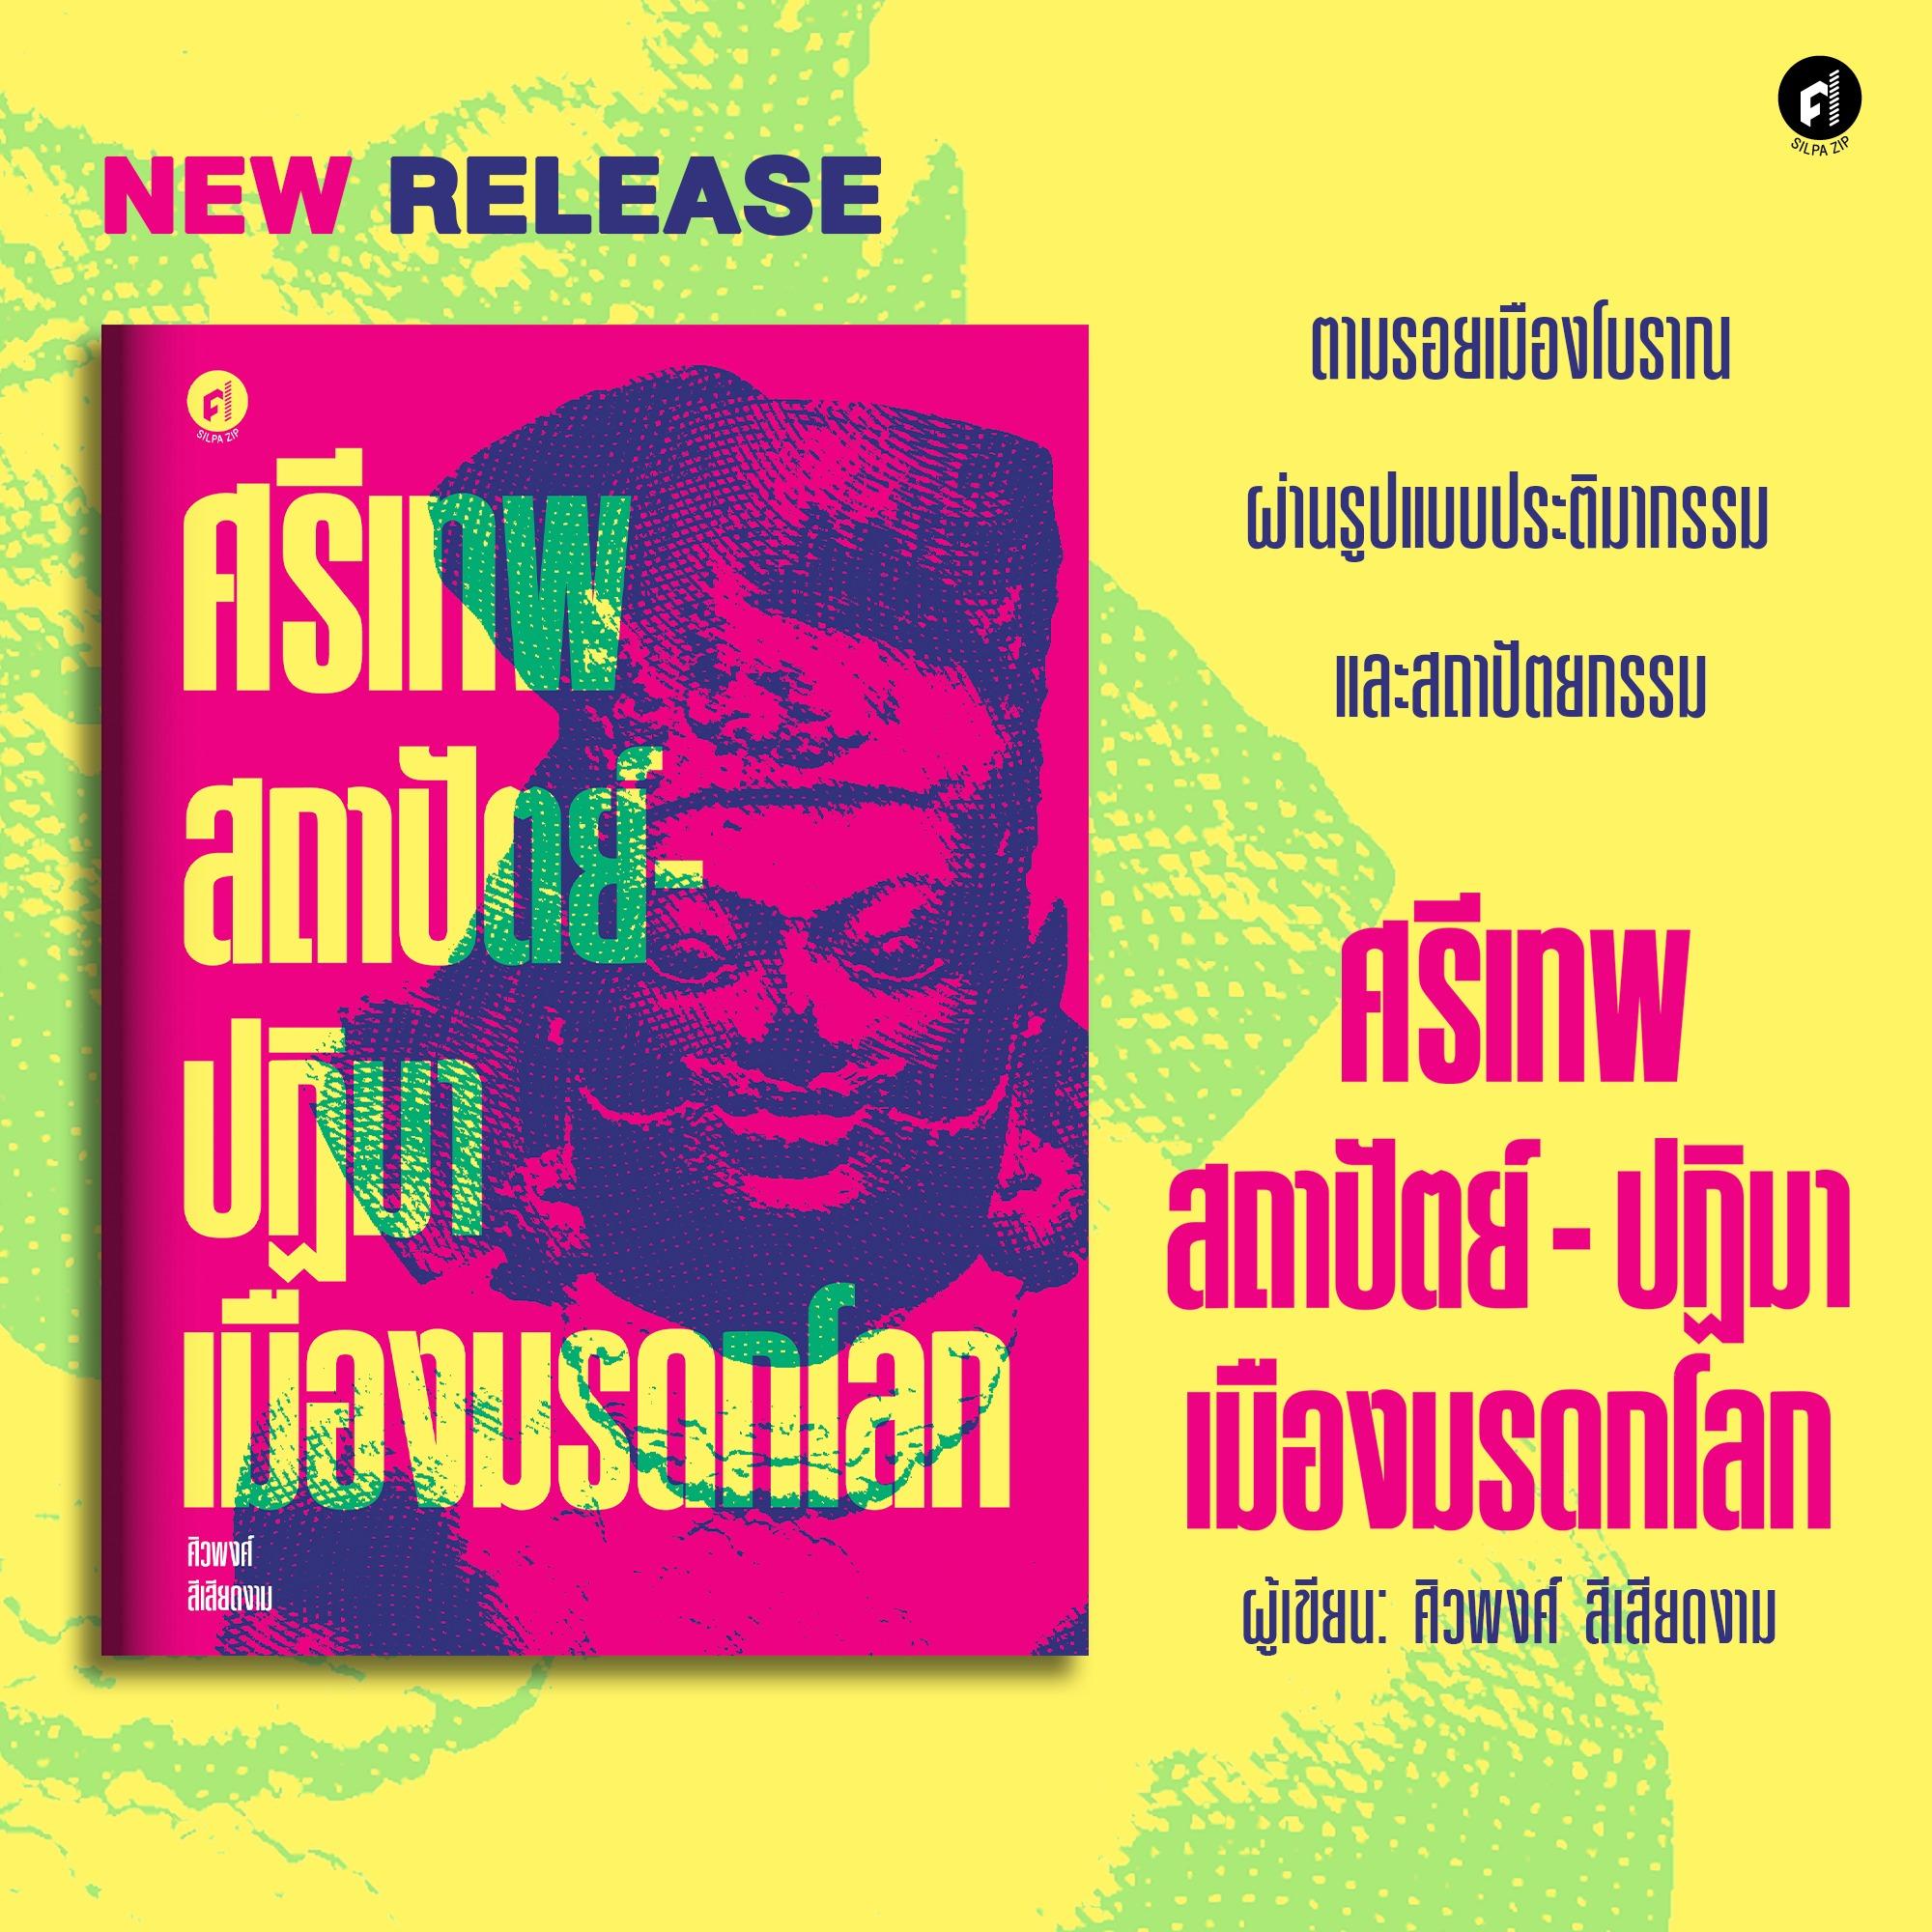 SILPA ZIP
NEW RELEASE
SILPA ZIP
ศรีเทพ
สถาปัตย์-
ปฏิมา
เมืองมรดกโลก
ศิวพงศ์
สีเสียดงาม
ตามรอยเมืองโบราณ
ผ่านรูปแบบประติมากรรม
และสถาปัตยกรรม
ศรีเทพ
สถาปัตย์ - ปฏิมา
เมืองมรดกโลก
ผู้เขียน: ศิวพงศ์ สีเสียดงาม